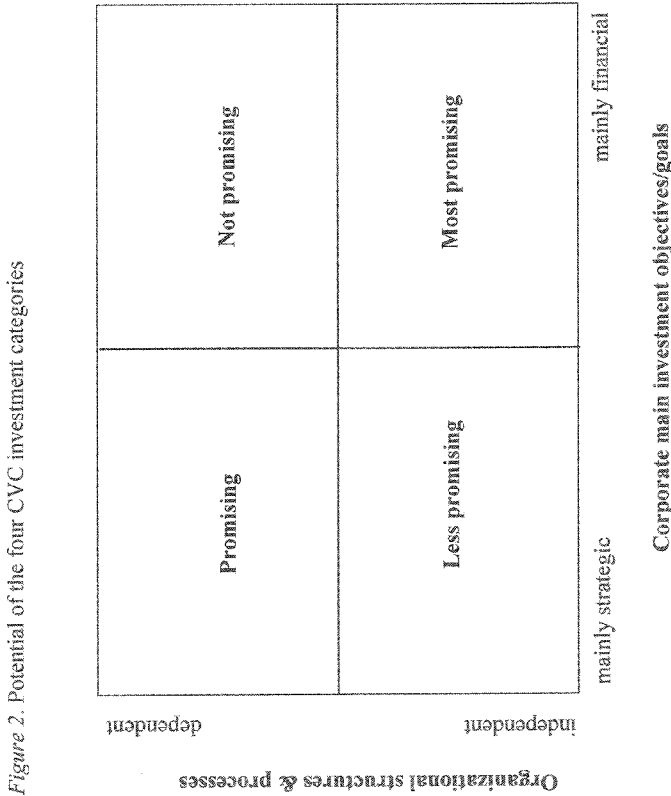 Figure 2. Potential of the four CVC investment categories
Organizational structures & processes
dependent
independent
Promising
Not promising
Less promising
Most promising
mainly strategic
mainly financial
Corporate main investment objectives/goals